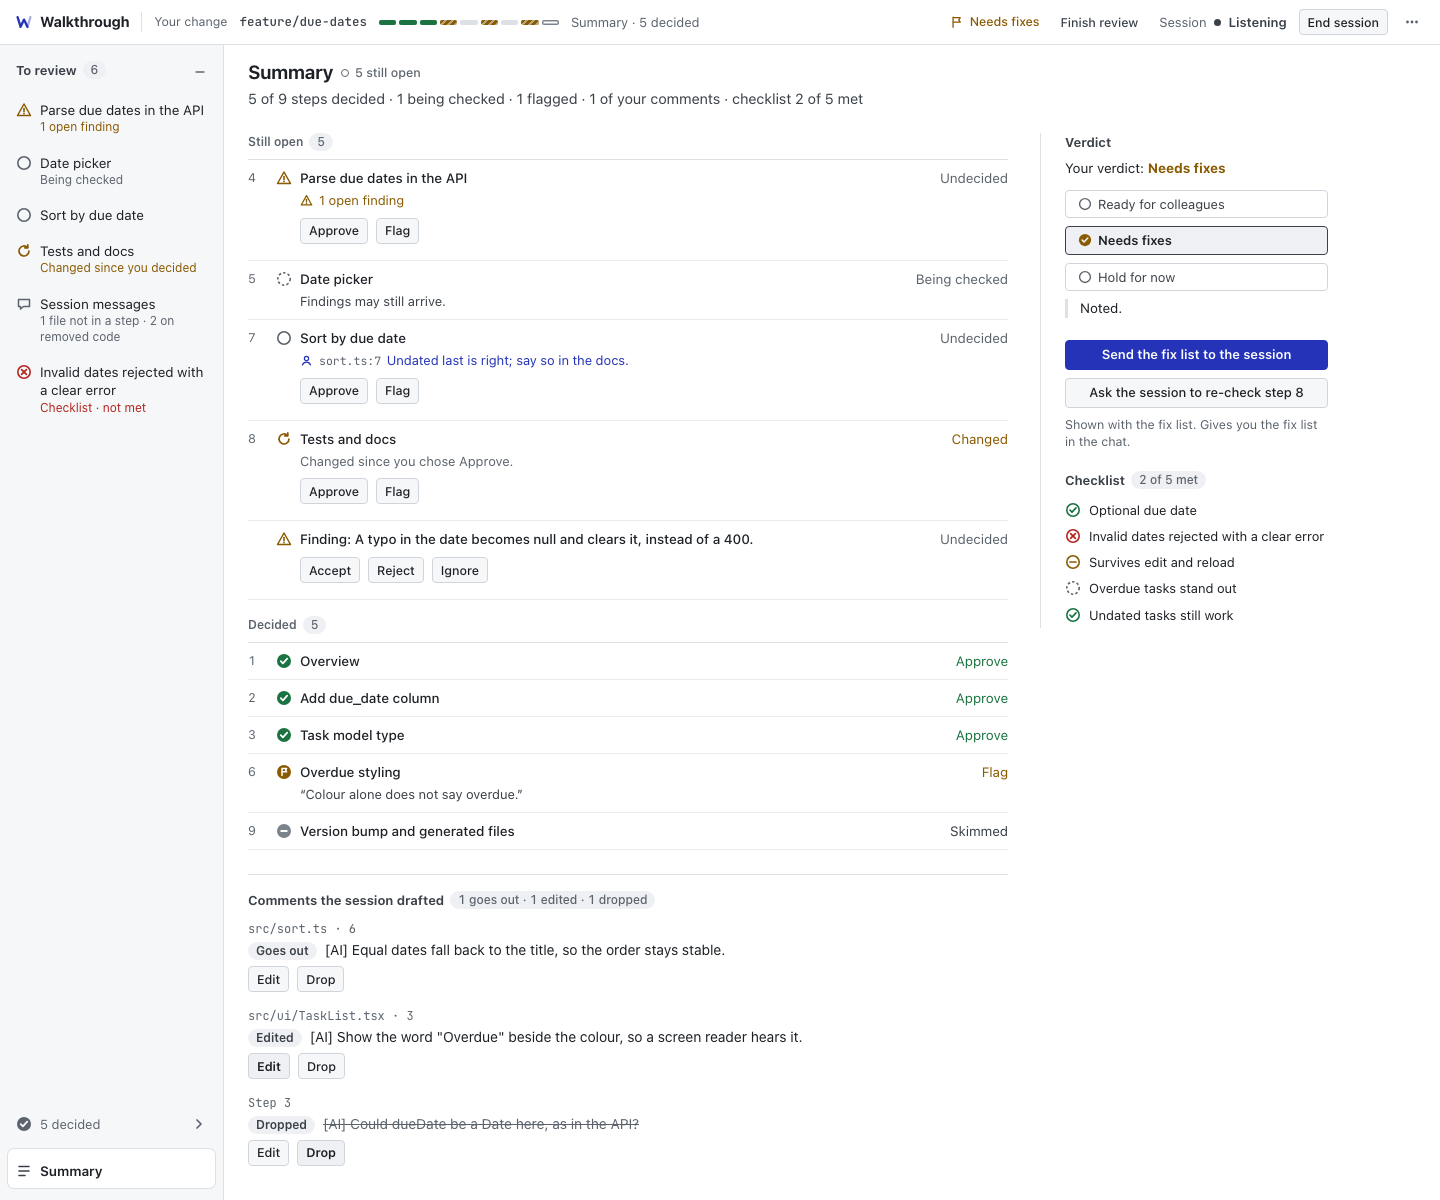 Walkthrough
Your change feature/due-dates
Summary · 5 decided
Needs fixes
Finish review
Session Listening
End session
To review 6
Parse due dates in the API
1 open finding
Date picker
Being checked
Sort by due date
Tests and docs
Changed since you decided
Session messages
1 file not in a step · 2 on
removed code
Invalid dates rejected with
a clear error
Checklist · not met
5 decided
Summary
Summary 5 still open
5 of 9 steps decided · 1 being checked · 1 flagged · 1 of your comments · checklist 2 of 5 met
Still open 5
4 Parse due dates in the API Undecided
1 open finding
Approve Flag
5 Date picker Being checked
Findings may still arrive.
7 Sort by due date Undecided
sort.ts:7 Undated last is right; say so in the docs.
Approve Flag
8 Tests and docs Changed
Changed since you chose Approve.
Approve Flag
Finding: A typo in the date becomes null and clears it, instead of a 400. Undecided
Accept Reject Ignore
Decided 5
1 Overview Approve
2 Add due_date column Approve
3 Task model type Approve
6 Overdue styling Flag
“Colour alone does not say overdue.”
9 Version bump and generated files Skimmed
Comments the session drafted 1 goes out · 1 edited · 1 dropped
src/sort.ts · 6
Goes out [AI] Equal dates fall back to the title, so the order stays stable.
Edit Drop
src/ui/TaskList.tsx · 3
Edited [AI] Show the word "Overdue" beside the colour, so a screen reader hears it.
Edit Drop
Step 3
Dropped [AI] Could dueDate be a Date here, as in the API?
Edit Drop
Verdict
Your verdict: Needs fixes
Ready for colleagues
Needs fixes
Hold for now
Noted.
Send the fix list to the session
Ask the session to re-check step 8
Shown with the fix list. Gives you the fix list
in the chat.
Checklist 2 of 5 met
Optional due date
Invalid dates rejected with a clear error
Survives edit and reload
Overdue tasks stand out
Undated tasks still work